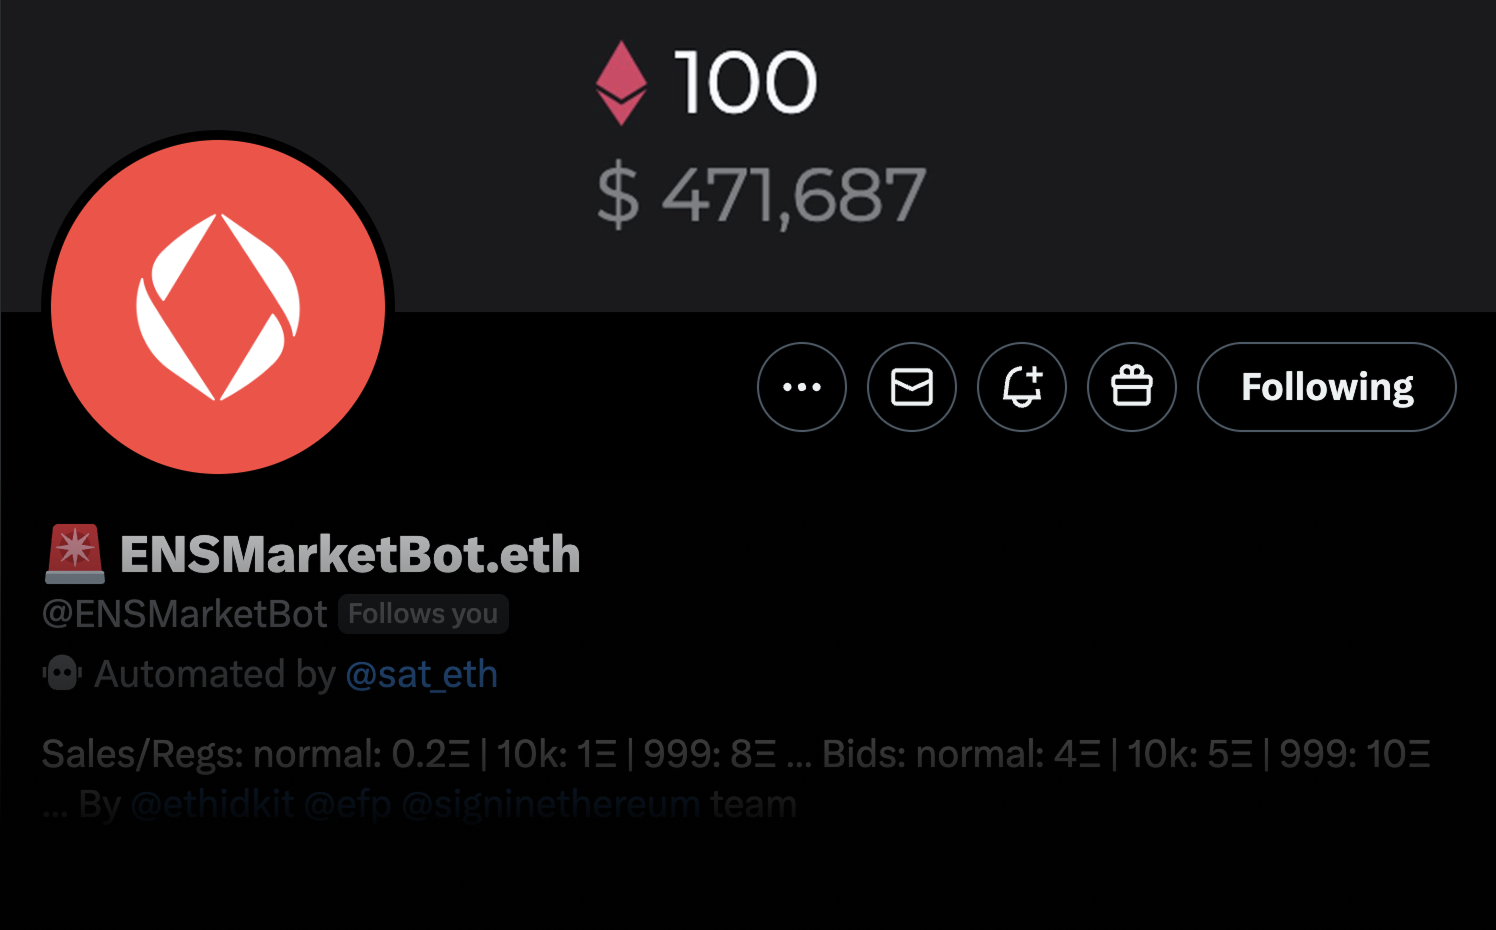 100
$ 471,687
Following
🚨 ENSMarketBot.eth
@ENSMarketBot Follows you
Automated by @sat_eth
Sales/Regs: normal: 0.2Ξ | 10k: 1Ξ | 999: 8Ξ ... Bids: normal: 4Ξ | 10k: 5Ξ | 999: 10Ξ
... By @ethidkit @efp @signinethereum team